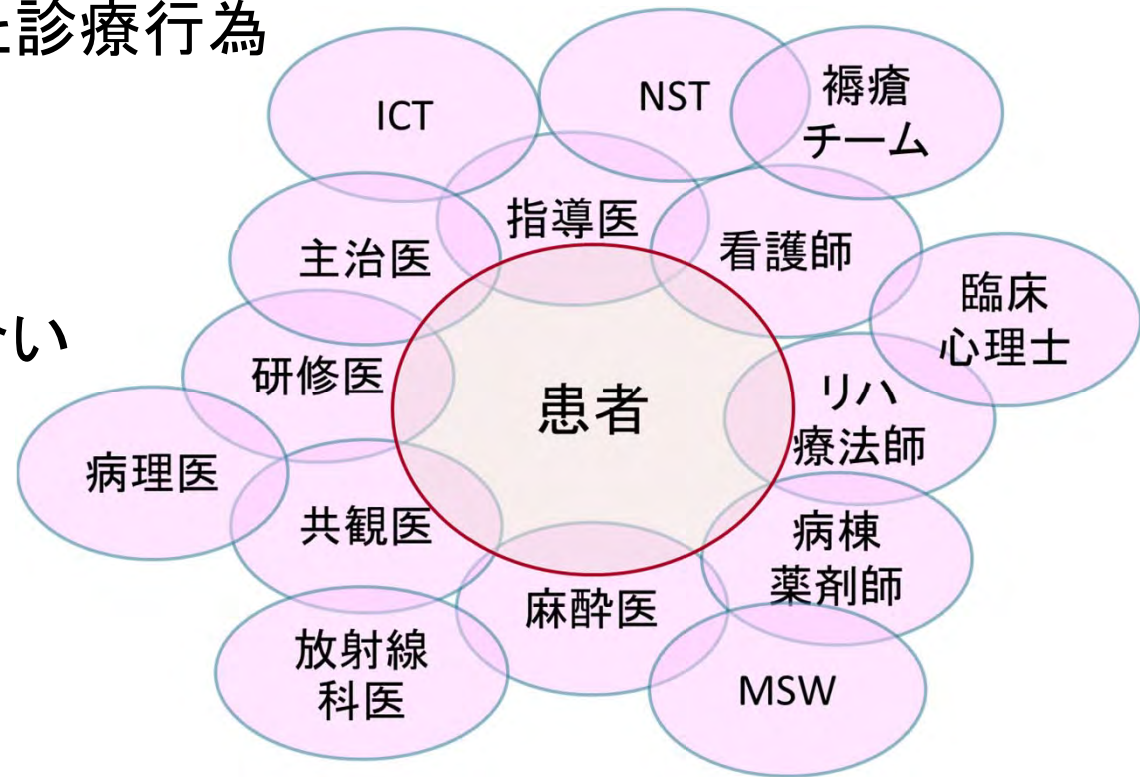 診療行為
ICT
NST
褥瘡
チーム
指導医
主治医
看護師
臨床
心理士
い
研修医
患者
リハ
療法師
病理医
共観医
病棟
薬剤師
麻酔医
放射線
科医
MSW